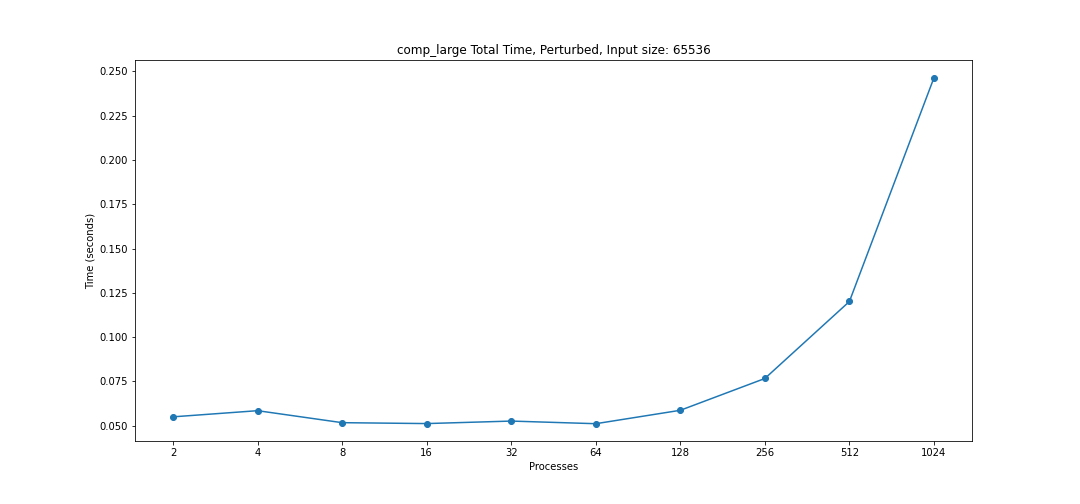 comp_large Total Time, Perturbed, Input size: 65536
0.250
0.225
0.200
0.175
0.150
0.125
0.100
0.075
0.050
Time (seconds)
2 4 8 16 32 64 128 256 512 1024
Processes